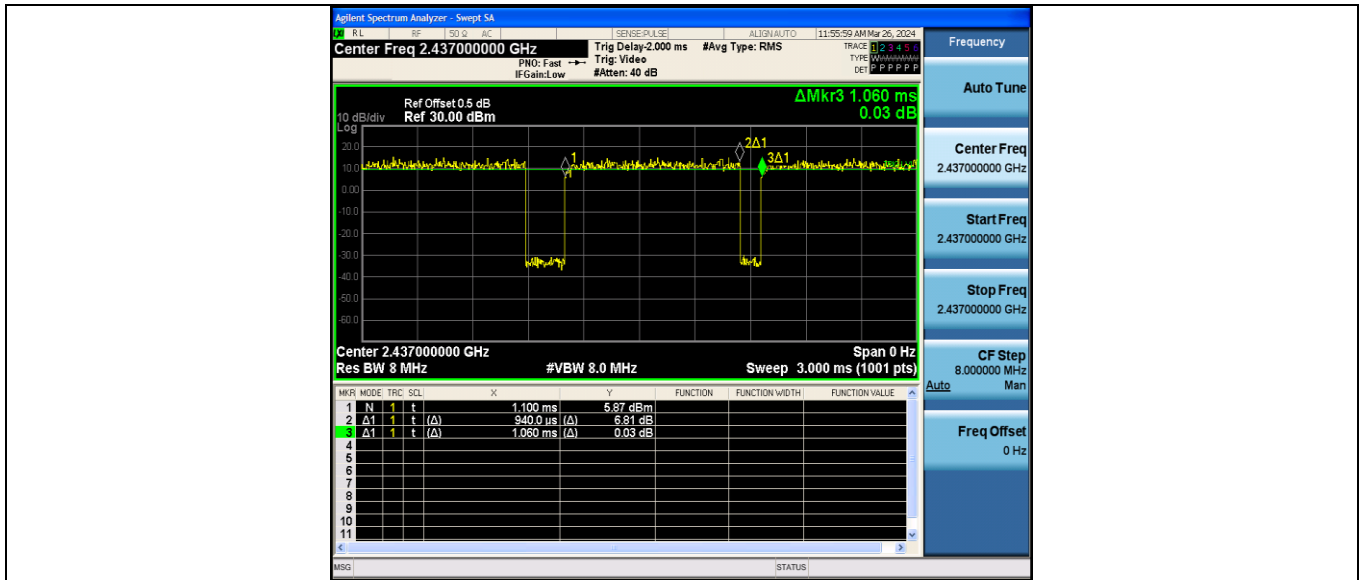 Agilent Spectrum Analyzer - Swept SA
RL RF 50 Ω AC SENSE:PULSE ALIGNAUTO 11:55:59 AM Mar 26, 2024
Center Freq 2.437000000 GHz
PNO: Fast
IFGain:Low
Trig Delay-2.000 ms
Trig: Video
#Atten: 40 dB
#Avg Type: RMS
TRACE 1 2 3 4 5 6
TYPE W
DET P P P P P P
ΔMkr3 1.060 ms
0.03 dB
Ref Offset 0.5 dB
10 dB/div Ref 30.00 dBm
Log
20.0
10.0
0.00
-10.0
-20.0
-30.0
-40.0
-50.0
-60.0
1
2Δ1
3Δ1
Center 2.437000000 GHz Span 0 Hz
Res BW 8 MHz #VBW 8.0 MHz Sweep 3.000 ms (1001 pts)
MKR MODE TRC SCL X Y FUNCTION FUNCTION WIDTH FUNCTION VALUE
1 N 1 t 1.100 ms 5.87 dBm
2 Δ1 1 t (Δ) 940.0 µs (Δ) 6.81 dB
3 Δ1 1 t (Δ) 1.060 ms (Δ) 0.03 dB
4
5
6
7
8
9
10
11
MSG STATUS
Frequency
Auto Tune
Center Freq
2.437000000 GHz
Start Freq
2.437000000 GHz
Stop Freq
2.437000000 GHz
CF Step
8.000000 MHz
Auto Man
Freq Offset
0 Hz